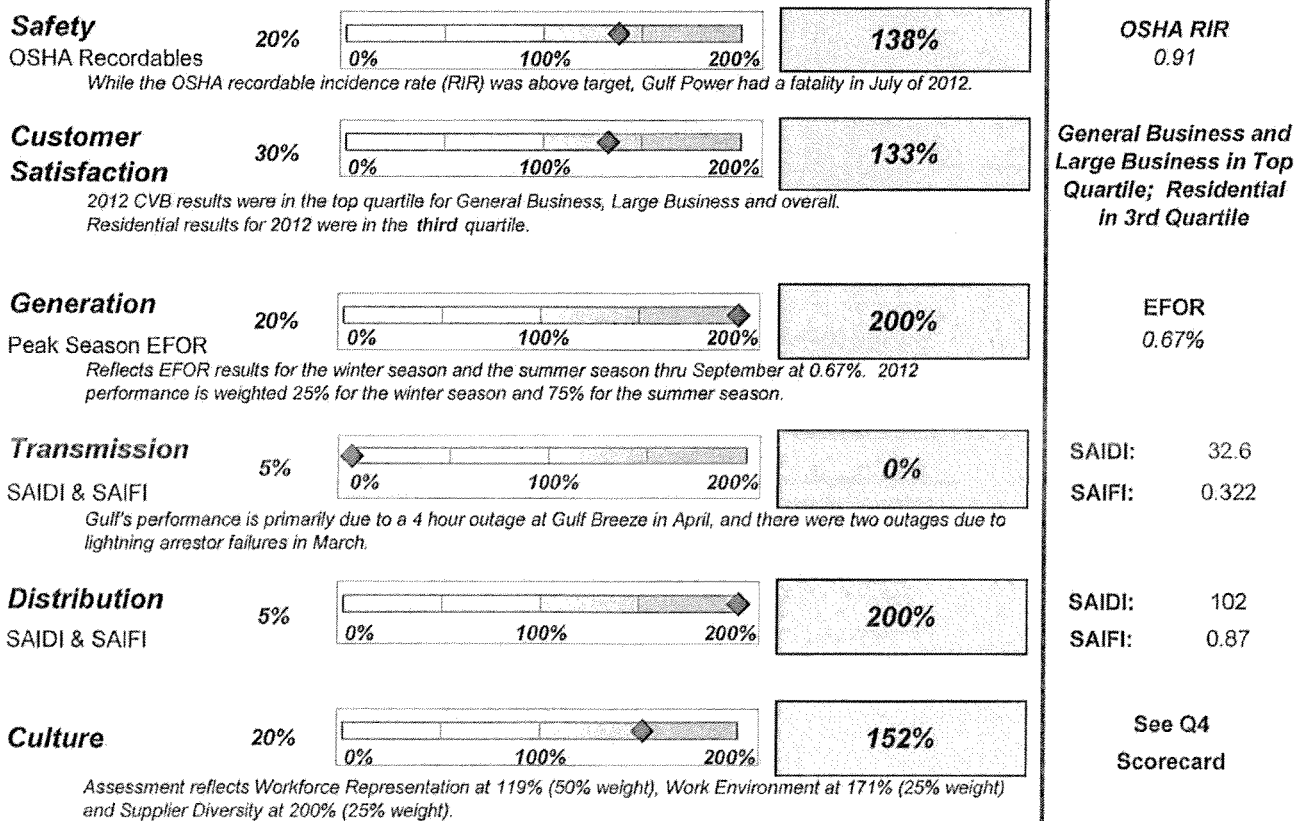 Safety
OSHA Recordables
20%
0% 100% 200%
138%
OSHA RIR
0.91
While the OSHA recordable incidence rate (RIR) was above target, Gulf Power had a fatality in July of 2012.
Customer
Satisfaction
30%
0% 100% 200%
133%
General Business and
Large Business in Top
Quartile; Residential
in 3rd Quartile
2012 CVB results were in the top quartile for General Business, Large Business and overall.
Residential results for 2012 were in the third quartile.
Generation
Peak Season EFOR
20%
0% 100% 200%
200%
EFOR
0.67%
Reflects EFOR results for the winter season and the summer season thru September at 0.67%. 2012
performance is weighted 25% for the winter season and 75% for the summer season.
Transmission
SAIDI & SAIFI
5%
0% 100% 200%
0%
SAIDI: 32.6
SAIFI: 0.322
Gulf's performance is primarily due to a 4 hour outage at Gulf Breeze in April, and there were two outages due to
lightning arrestor failures in March.
Distribution
SAIDI & SAIFI
5%
0% 100% 200%
200%
SAIDI: 102
SAIFI: 0.87
Culture
20%
0% 100% 200%
152%
See Q4
Scorecard
Assessment reflects Workforce Representation at 119% (50% weight), Work Environment at 171% (25% weight)
and Supplier Diversity at 200% (25% weight).